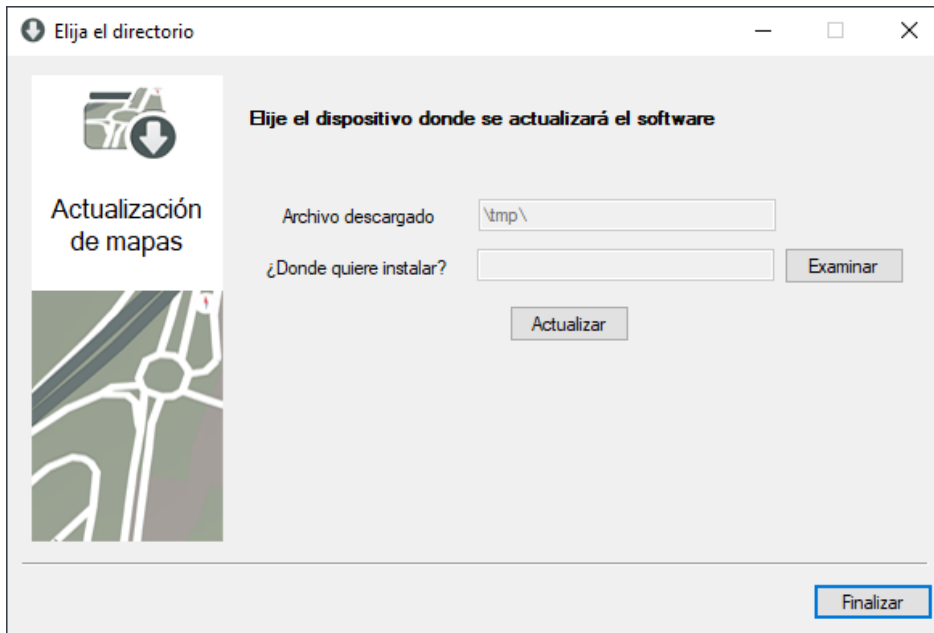 Elija el directorio
Elije el dispositivo donde se actualizará el software
Actualización
de mapas
Archivo descargado
\tmp\
¿Donde quiere instalar?
Examinar
Actualizar
Finalizar